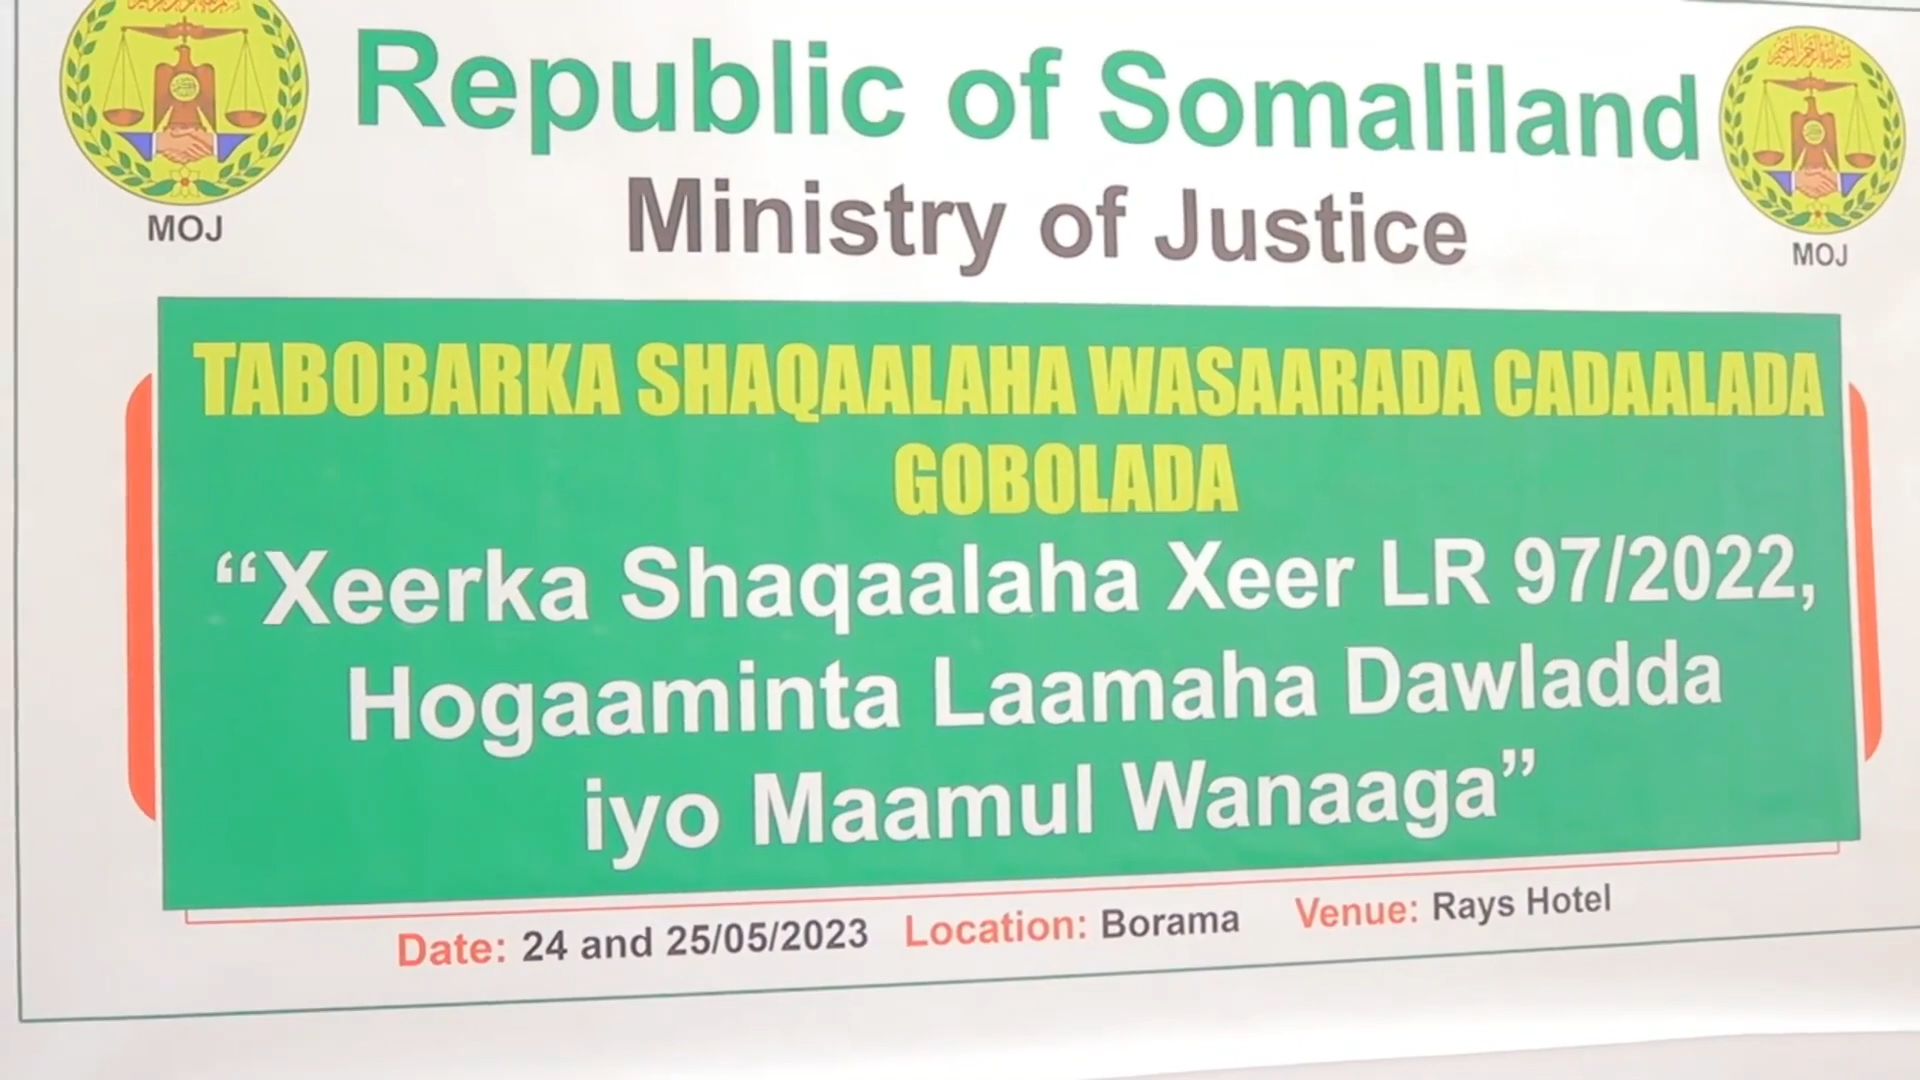 Republic of Somaliland
Ministry of Justice
MOJ
MOJ
TABOBARKA SHAQAALAHA WASAARADA CADAALADA
GOBOLADA
“Xeerka Shaqaalaha Xeer LR 97/2022,
Hogaaminta Laamaha Dawladda
iyo Maamul Wanaaga”
Date: 24 and 25/05/2023 Location: Borama Venue: Rays Hotel